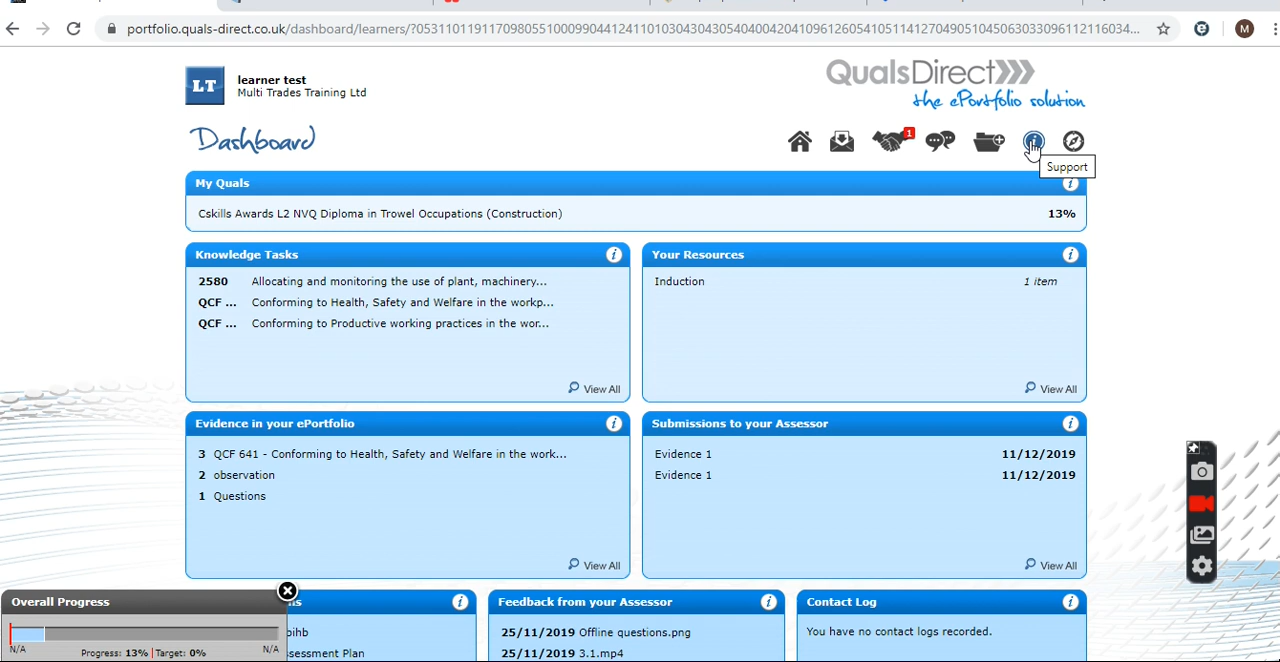 portfolio.quals-direct.co.uk/dashboard/learners/?0531101191170980551000990441241101030430430540400420410961260541051141270490510450630330961121160 34...
M
LT
learner test
Multi Trades Training Ltd
QualsDirect
the ePortfolio solution
Dashboard
1
Support
My Quals
Cskills Awards L2 NVQ Diploma in Trowel Occupations (Construction) 13%
Knowledge Tasks
2580 Allocating and monitoring the use of plant, machinery...
QCF ... Conforming to Health, Safety and Welfare in the workp...
QCF ... Conforming to Productive working practices in the wor...
View All
Your Resources
Induction 1 item
View All
Evidence in your ePortfolio
3 QCF 641 - Conforming to Health, Safety and Welfare in the work...
2 observation
1 Questions
View All
Submissions to your Assessor
Evidence 1 11/12/2019
Evidence 1 11/12/2019
View All
Overall Progress
N/A Progress: 13% Target: 0% N/A
Feedback from your Assessor
25/11/2019 Offline questions.png
25/11/2019 3.1.mp4
Contact Log
You have no contact logs recorded.